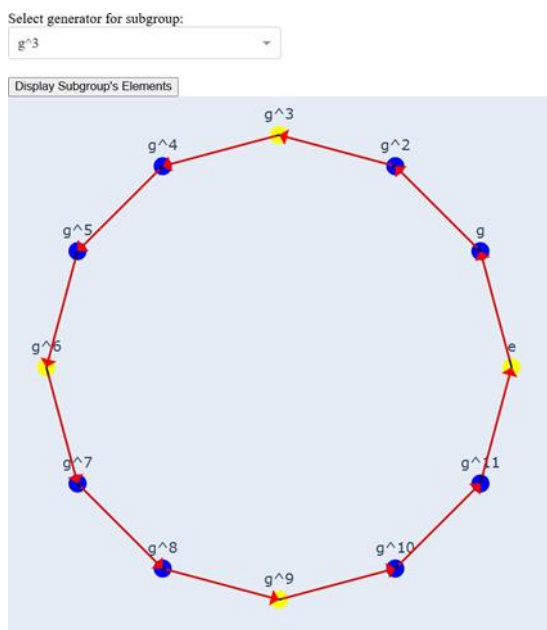 Select generator for subgroup:
g^3
Display Subgroup's Elements
g^3
g^4 g^2
g^5 g
g^6 e
g^7 g^11
g^8 g^10
g^9